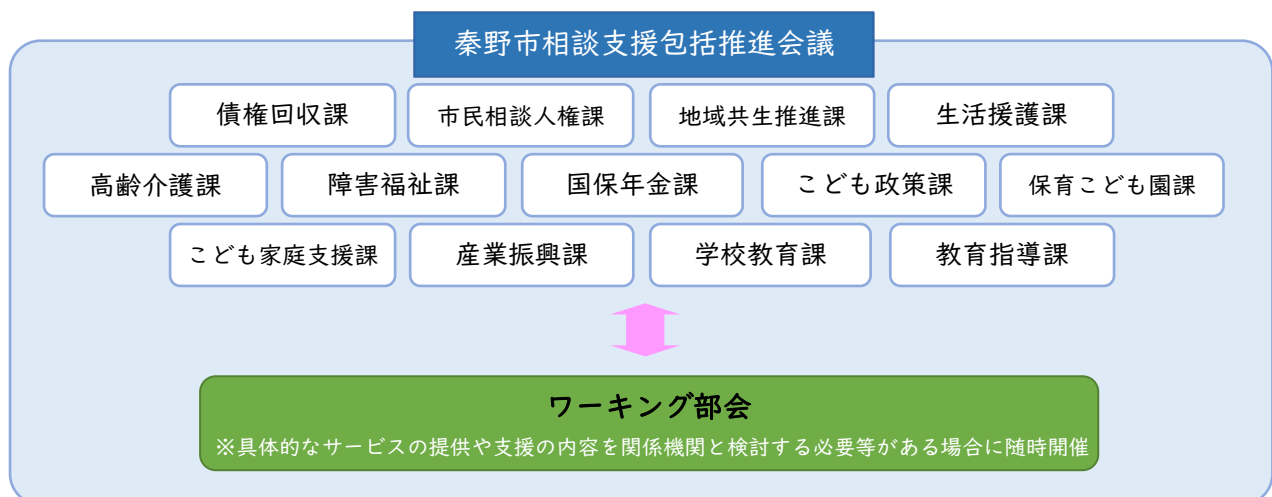 秦野市相談支援包括推進会議
債権回収課 市民相談人権課 地域共生推進課 生活援護課
高齢介護課 障害福祉課 国保年金課 こども政策課 保育こども園課
こども家庭支援課 産業振興課 学校教育課 教育指導課
ワーキング部会
※具体的なサービスの提供や支援の内容を関係機関と検討する必要等がある場合に随時開催